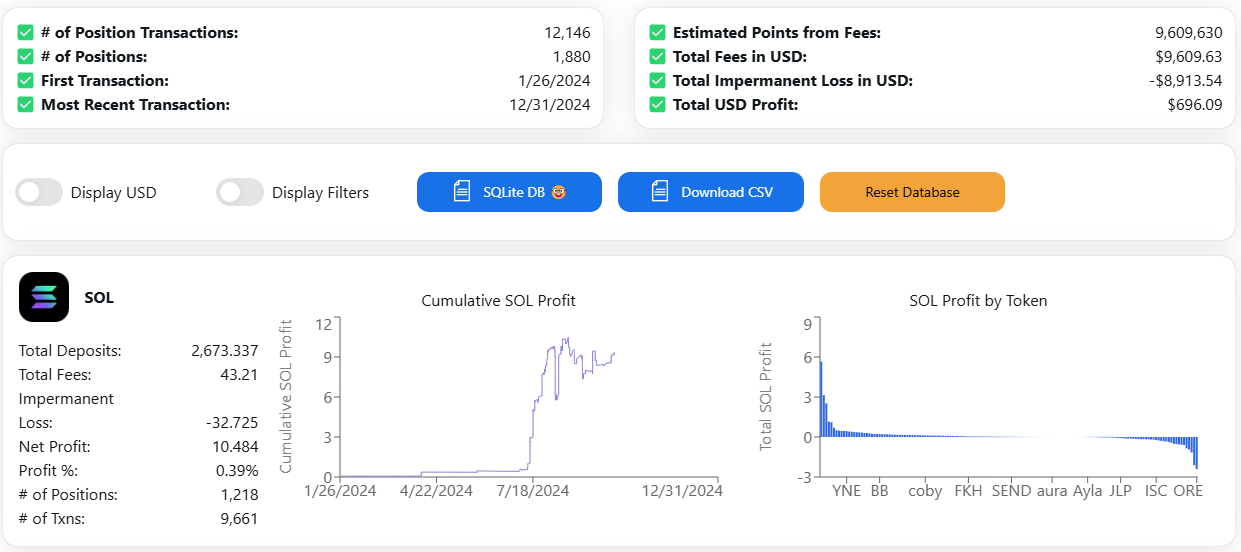 # of Position Transactions: 12,146
# of Positions: 1,880
First Transaction: 1/26/2024
Most Recent Transaction: 12/31/2024
Estimated Points from Fees: 9,609,630
Total Fees in USD: $9,609.63
Total Impermanent Loss in USD: -$8,913.54
Total USD Profit: $696.09
Display USD
Display Filters
SQLite DB
Download CSV
Reset Database
SOL
Total Deposits: 2,673.337
Total Fees: 43.21
Impermanent
Loss: -32.725
Net Profit: 10.484
Profit %: 0.39%
# of Positions: 1,218
# of Txns: 9,661
Cumulative SOL Profit
Cumulative SOL Profit
12
9
6
3
0
1/26/2024 4/22/2024 7/18/2024 12/31/2024
SOL Profit by Token
Total SOL Profit
9
6
3
0
-3
YNE BB coby FKH SEND aura Ayla JLP ISC ORE